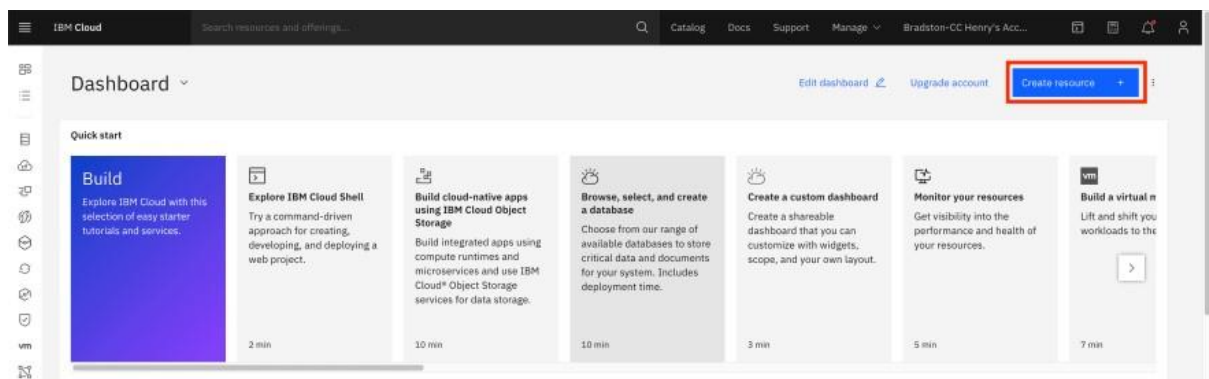 IBM Cloud
Search resources and offerings...
Catalog
Docs
Support
Manage
Bradston-CC Henry's Acc...
Dashboard
Edit dashboard
Upgrade account
Create resource +
Quick start
Build
Explore IBM Cloud with this
selection of easy starter
tutorials and services.
Explore IBM Cloud Shell
Try a command-driven
approach for creating,
developing, and deploying a
web project.
2 min
Build cloud-native apps
using IBM Cloud Object
Storage
Build integrated apps using
compute runtimes and
microservices and use IBM
Cloud® Object Storage
services for data storage.
10 min
Browse, select, and create
a database
Choose from our range of
available databases to store
critical data and documents
for your system. Includes
deployment time.
10 min
Create a custom dashboard
Create a shareable
dashboard that you can
customize with widgets,
scope, and your own layout.
3 min
Monitor your resources
Get visibility into the
performance and health of
your resources.
5 min
vm
Build a virtual m
Lift and shift you
workloads to the
7 min
vm